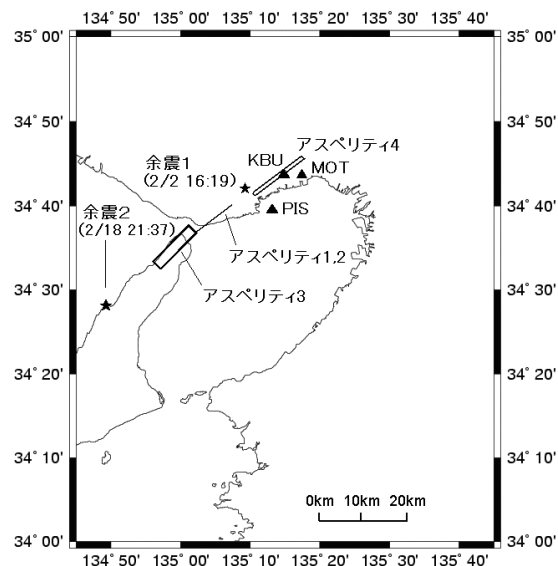 134 50' 135 00' 135 10' 135 20' 135 30' 135 40'
35 00' 35 00'
34 50' 34 50'
アスペリティ4
余震1
(2/2 16:19)
KBU
MOT
34 40' 34 40'
余震2
(2/18 21:37)
PIS
アスペリティ1,2
34 30' 34 30'
アスペリティ3
34 20' 34 20'
34 10' 34 10'
0km 10km 20km
34 00' 34 00'
134 50' 135 00' 135 10' 135 20' 135 30' 135 40'